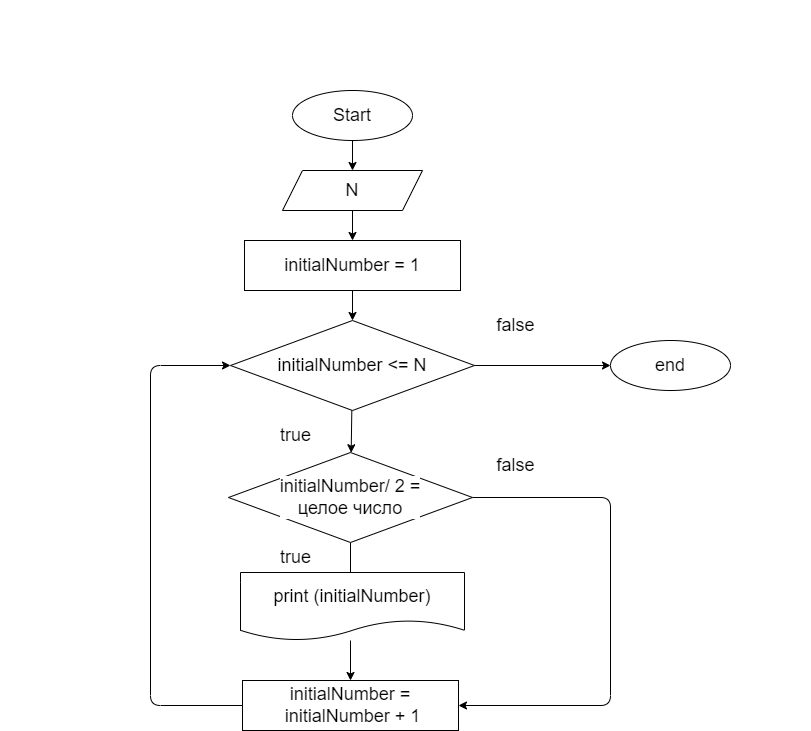 Start
N
initialNumber = 1
false
initialNumber <= N
end
true
false
initialNumber/ 2 =
целое число
true
print (initialNumber)
initialNumber =
initialNumber + 1